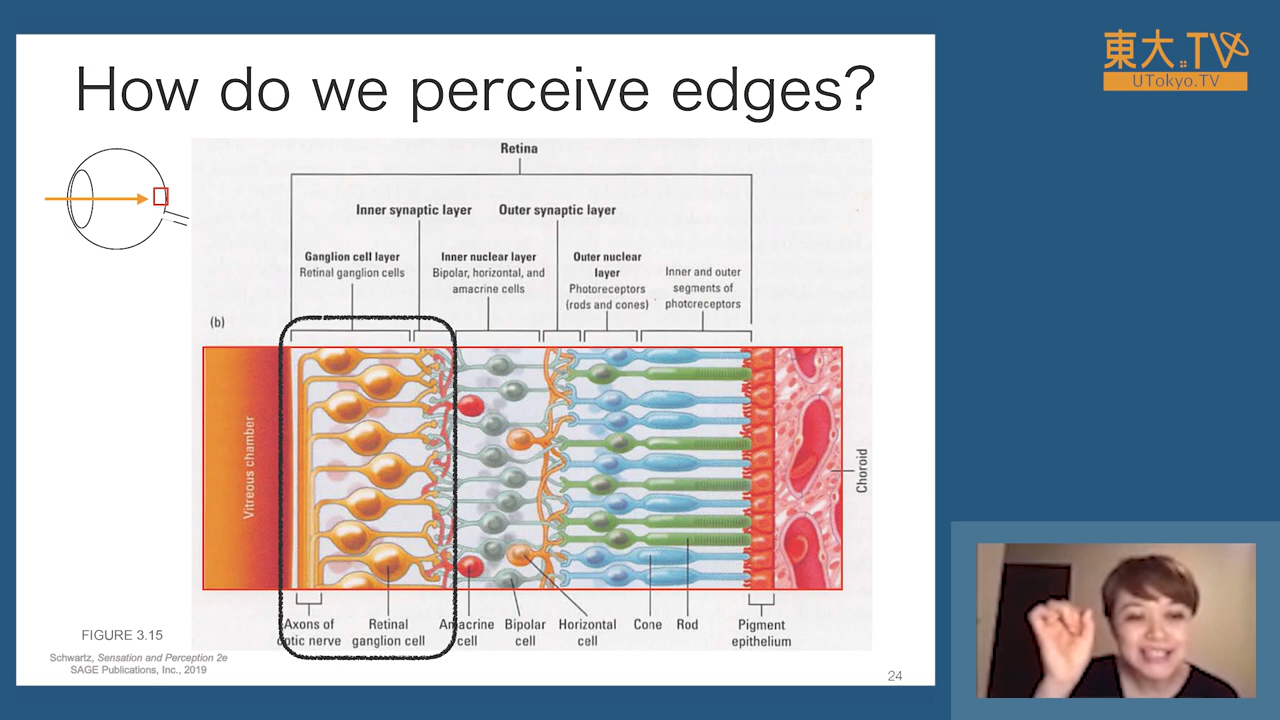 東大.TV
UTokyo.TV
How do we perceive edges?
Retina
Inner synaptic layer
Outer synaptic layer
Ganglion cell layer
Retinal ganglion cells
Inner nuclear layer
Bipolar, horizontal, and
amacrine cells
Outer nuclear
layer
Photoreceptors
(rods and cones)
Inner and outer
segments of
photoreceptors
(b)
Vitreous chamber
Choroid
Axons of
optic nerve
Retinal
ganglion cell
Amacrine
cell
Bipolar
cell
Horizontal
cell
Cone
Rod
Pigment
epithelium
FIGURE 3.15
Schwartz, Sensation and Perception 2e
SAGE Publications, Inc., 2019
24